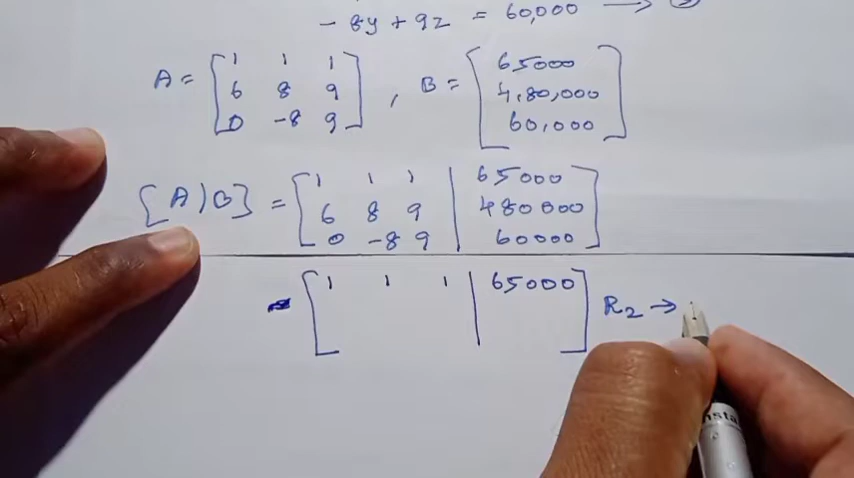 - 8y + 9z = 60,000 →
A = [1 1 1
6 8 9
0 -8 9] , B = [65000
4,80,000
60,000]
[A|B] = [1 1 1 | 65000
6 8 9 | 480000
0 -8 9 | 60000]
~ [1 1 1 | 65000] R₂ →
insta